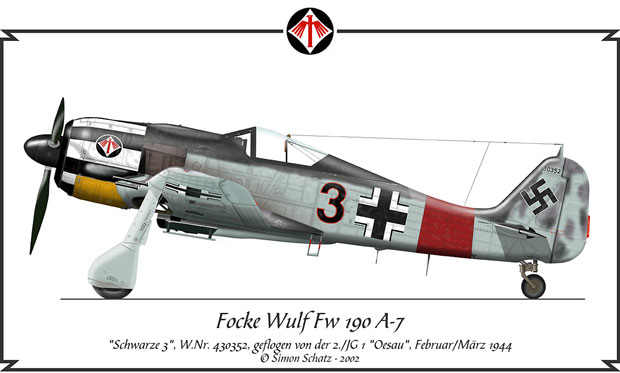 3
30352
Focke Wulf Fw 190 A-7
"Schwarze 3", W.Nr. 430352, geflogen von der 2./JG 1 "Oesau", Februar/März 1944
© Simon Schatz - 2002